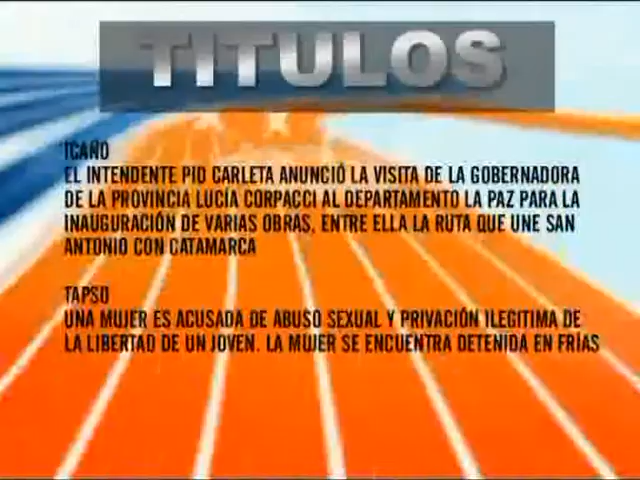 TITULOS
ICAÑO
EL INTENDENTE PIO CARLETA ANUNCIÓ LA VISITA DE LA GOBERNADORA
DE LA PROVINCIA LUCÍA CORPACCI AL DEPARTAMENTO LA PAZ PARA LA
INAUGURACIÓN DE VARIAS OBRAS, ENTRE ELLA LA RUTA QUE UNE SAN
ANTONIO CON CATAMARCA
TAPSO
UNA MUJER ES ACUSADA DE ABUSO SEXUAL Y PRIVACIÓN ILEGITIMA DE
LA LIBERTAD DE UN JOVEN. LA MUJER SE ENCUENTRA DETENIDA EN FRÍAS